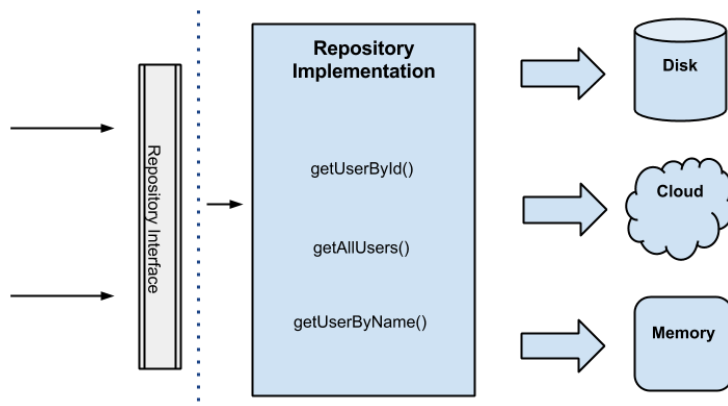 Repository Interface
Repository
Implementation
getUserById()
getAllUsers()
getUserByName()
Disk
Cloud
Memory